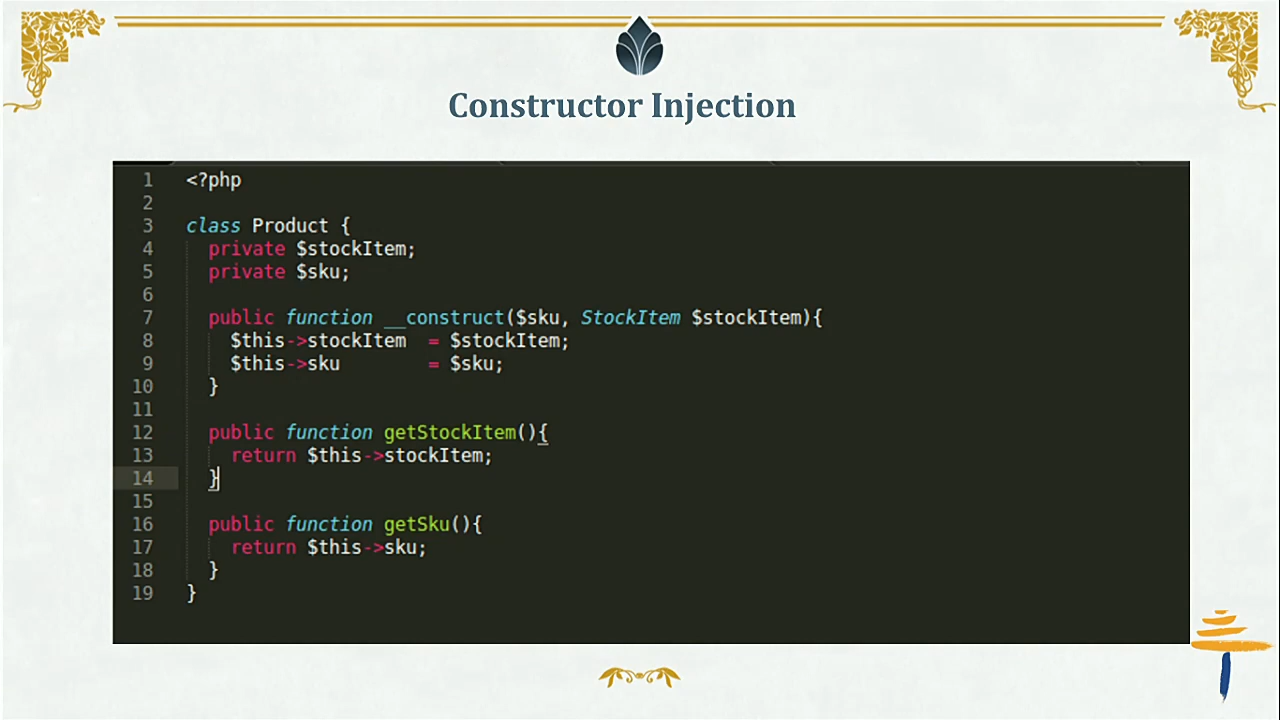 Constructor Injection
1 <?php
2
3 class Product {
4 private $stockItem;
5 private $sku;
6
7 public function __construct($sku, StockItem $stockItem){
8 $this->stockItem = $stockItem;
9 $this->sku = $sku;
10 }
11
12 public function getStockItem(){
13 return $this->stockItem;
14 }
15
16 public function getSku(){
17 return $this->sku;
18 }
19 }